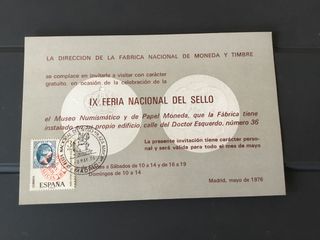 LA DIRECCION DE LA FABRICA NACIONAL DE MONEDA Y TIMBRE
se complace en invitarle a visitar con carácter
gratuito, en ocasión de la celebración de la
IX FERIA NACIONAL DEL SELLO
el Museo Numismático y de Papel Moneda, que la Fábrica tiene
instalado en su propio edificio, calle del Doctor Esquerdo, número 36
La presente invitación tiene carácter perso-
nal y será válida para todo el mes de mayo
a Sábados de 10 a 14 y de 16 a 19
Domingos de 10 a 14
Madrid, mayo de 1976
ESPAÑA
MADRID